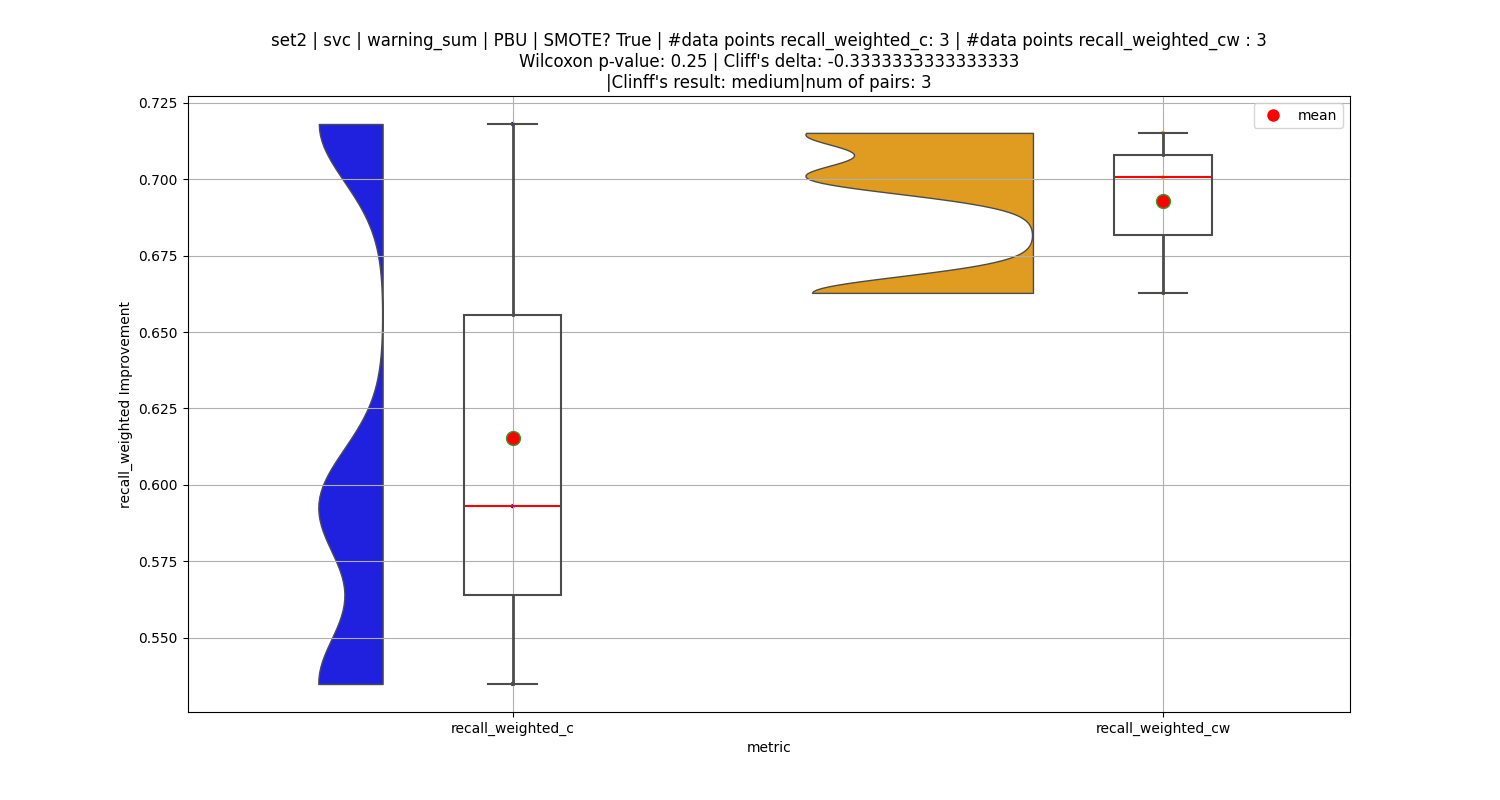 set2 | svc | warning_sum | PBU | SMOTE? True | #data points recall_weighted_c: 3 | #data points recall_weighted_cw : 3
Wilcoxon p-value: 0.25 | Cliff's delta: -0.3333333333333333
|Clinff's result: medium|num of pairs: 3
mean
0.725
0.700
0.675
0.650
0.625
0.600
0.575
0.550
recall_weighted Improvement
recall_weighted_c
recall_weighted_cw
metric